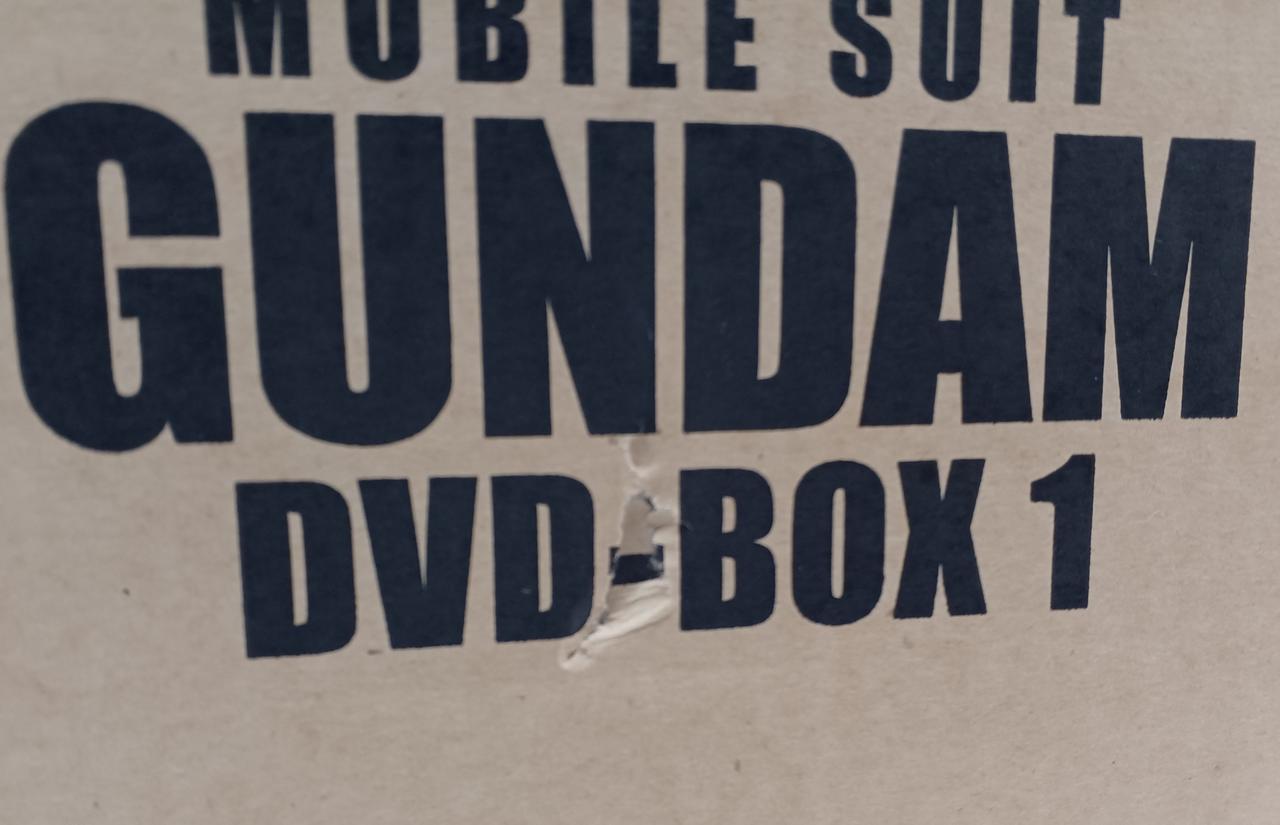 MOBILE SUIT
GUNDAM
DVD-BOX 1